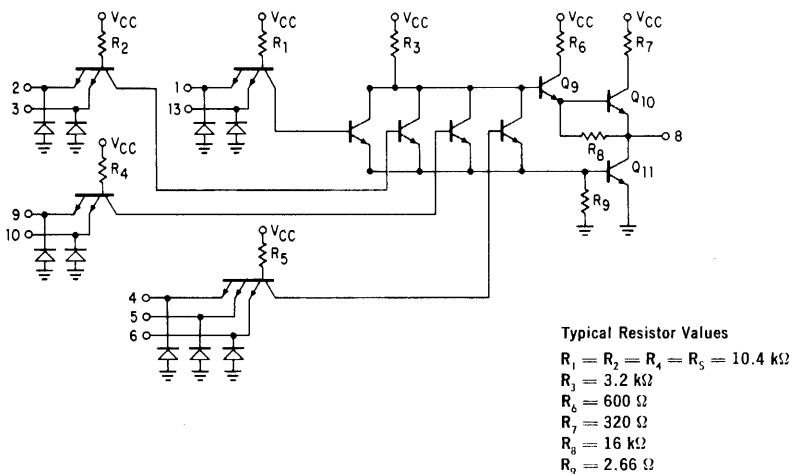 VCC VCC VCC VCC VCC
R2 R1 R3 R6 R7
2 1 Q9
3 13 Q10
R8 8
VCC
R4 Q11
9 R9
10
VCC
R5
4
5
6
Typical Resistor Values
R1 = R2 = R4 = R5 = 10.4 kΩ
R3 = 3.2 kΩ
R6 = 600 Ω
R7 = 320 Ω
R8 = 16 kΩ
R9 = 2.66 Ω